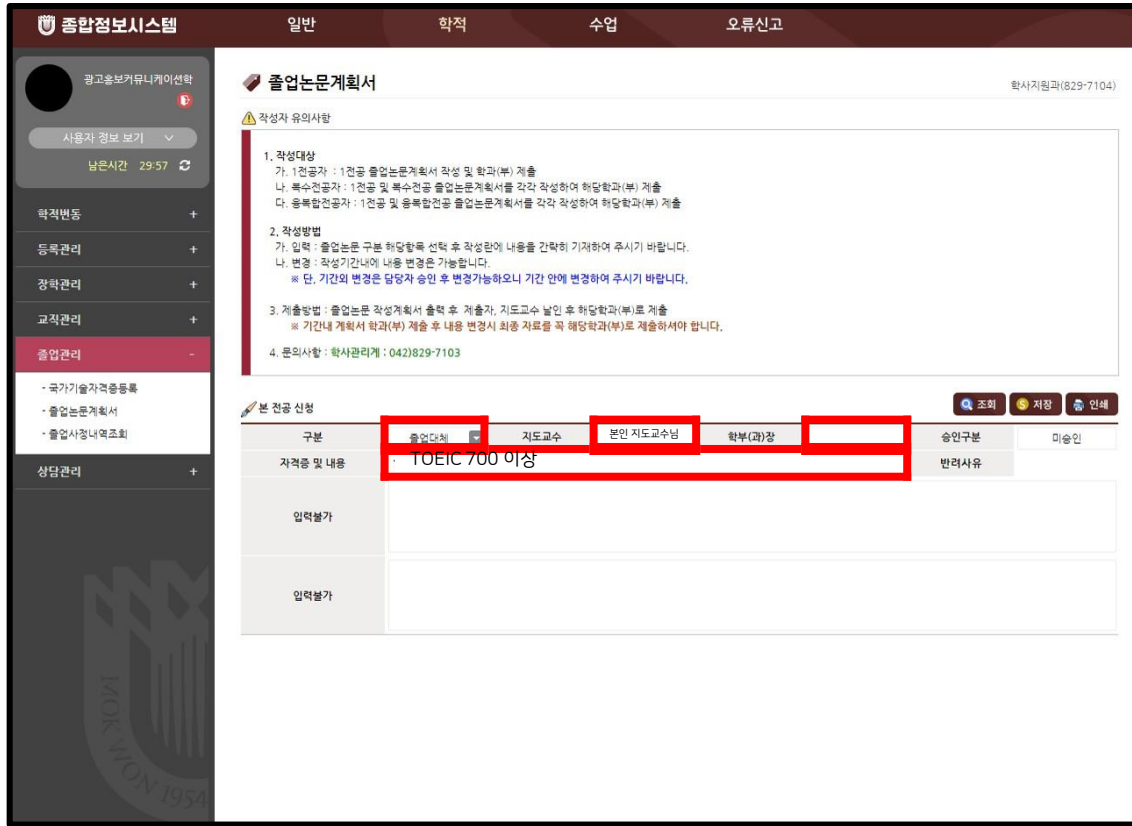 종합정보시스템
일반
학적
수업
오류신고
광고홍보커뮤니케이션학
사용자 정보 보기
남은시간 29:57
학적변동 +
등록관리 +
장학관리 +
교직관리 +
졸업관리 -
- 국가기술자격증등록
- 졸업논문계획서
- 졸업사정내역조회
상담관리 +
MOK WON
1954
졸업논문계획서
학사지원과(829-7104)
작성자 유의사항
1. 작성대상
가. 1전공자 : 1전공 졸업논문계획서 작성 및 학과(부) 제출
나. 복수전공자 : 1전공 및 복수전공 졸업논문계획서를 각각 작성하여 해당학과(부) 제출
다. 융복합전공자 : 1전공 및 융복합전공 졸업논문계획서를 각각 작성하여 해당학과(부) 제출
2. 작성방법
가. 입력 : 졸업논문 구분 해당항목 선택 후 작성란에 내용을 간략히 기재하여 주시기 바랍니다.
나. 변경 : 작성기간내에 내용 변경은 가능합니다.
※ 단, 기간외 변경은 담당자 승인 후 변경가능하오니 기간 안에 변경하여 주시기 바랍니다.
3. 제출방법 : 졸업논문 작성계획서 출력 후 제출자, 지도교수 날인 후 해당학과(부)로 제출
※ 기간내 계획서 학과(부) 제출 후 내용 변경시 최종 자료를 꼭 해당학과(부)로 제출하셔야 합니다.
4. 문의사항 : 학사관리계 : 042)829-7103
본 전공 신청
조회
저장
인쇄
구분 졸업대체 지도교수 본인 지도교수님 학부(과)장 승인구분 미승인
자격증 및 내용 TOEIC 700 이상 반려사유
입력불가
입력불가